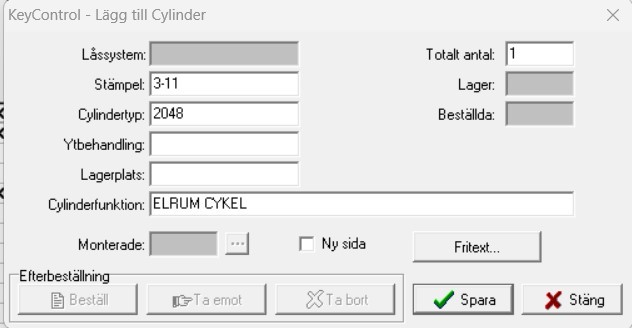 KeyControl - Lägg till Cylinder
Låssystem:
Totalt antal: 1
Stämpel: 3-11
Lager:
Cylindertyp: 2048
Beställda:
Ytbehandling:
Lagerplats:
Cylinderfunktion: ELRUM CYKEL
Monterade: ... Ny sida Fritext...
Efterbeställning
Beställ Ta emot Ta bort Spara Stäng